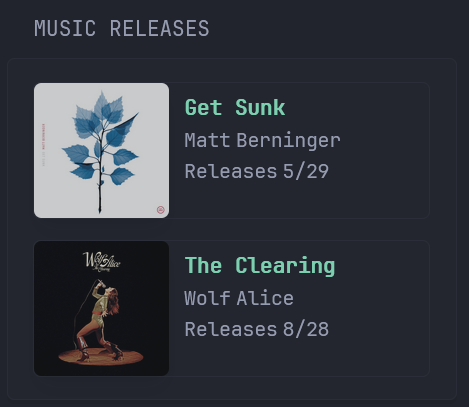 MUSIC RELEASES
Get Sunk
Matt Berninger
Releases 5/29
Wolf Alice
The Clearing
The Clearing
Wolf Alice
Releases 8/28